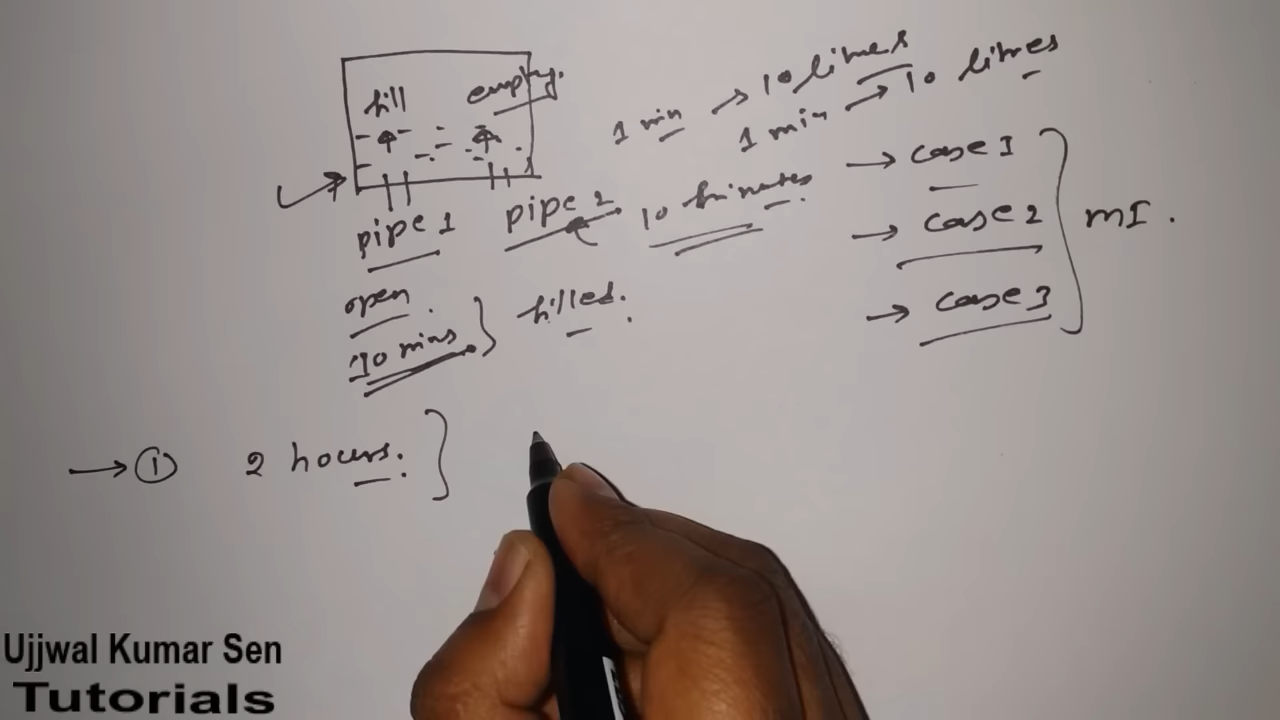 fill empty.
1 min → 10 litres
1 min → 10 litres
pipe 1 pipe 2 10 minutes
→ case 1
→ case 2
→ case 3
mI.
open.
10 mins } filled.
→ ① 2 hours. }
Ujjwal Kumar Sen
Tutorials